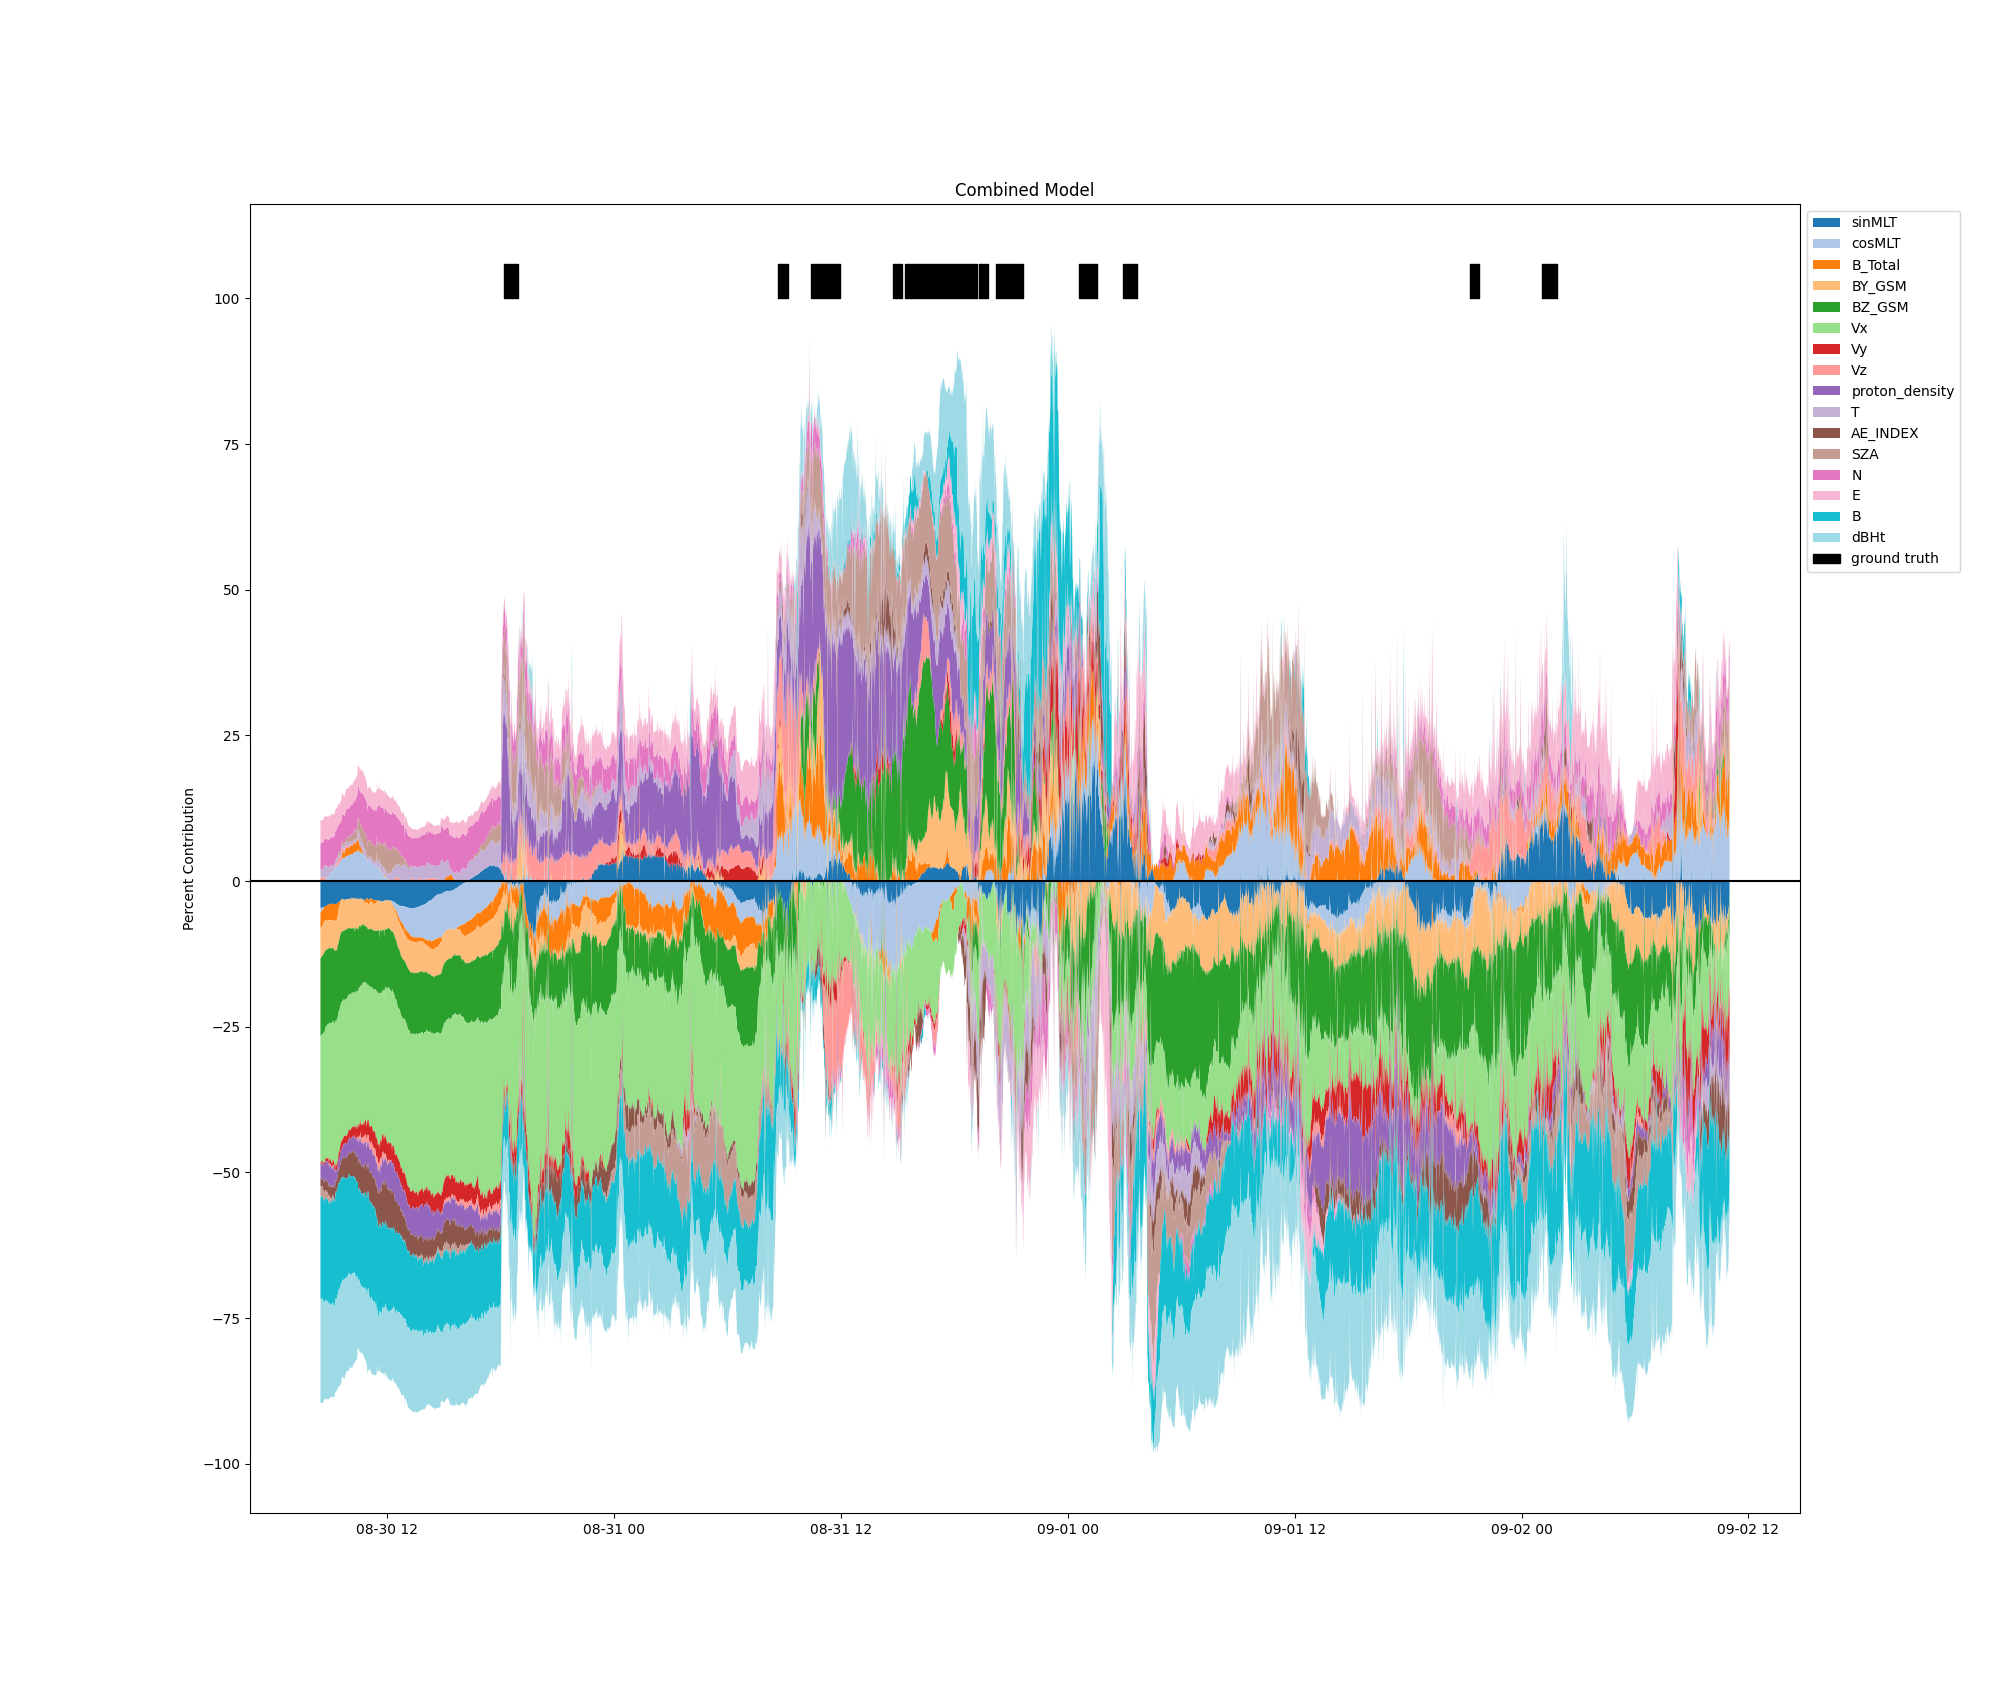 Combined Model
Percent Contribution
100
75
50
25
0
−25
−50
−75
−100
08-30 12
08-31 00
08-31 12
09-01 00
09-01 12
09-02 00
09-02 12
sinMLT
cosMLT
B_Total
BY_GSM
BZ_GSM
Vx
Vy
Vz
proton_density
T
AE_INDEX
SZA
N
E
B
dBHt
ground truth